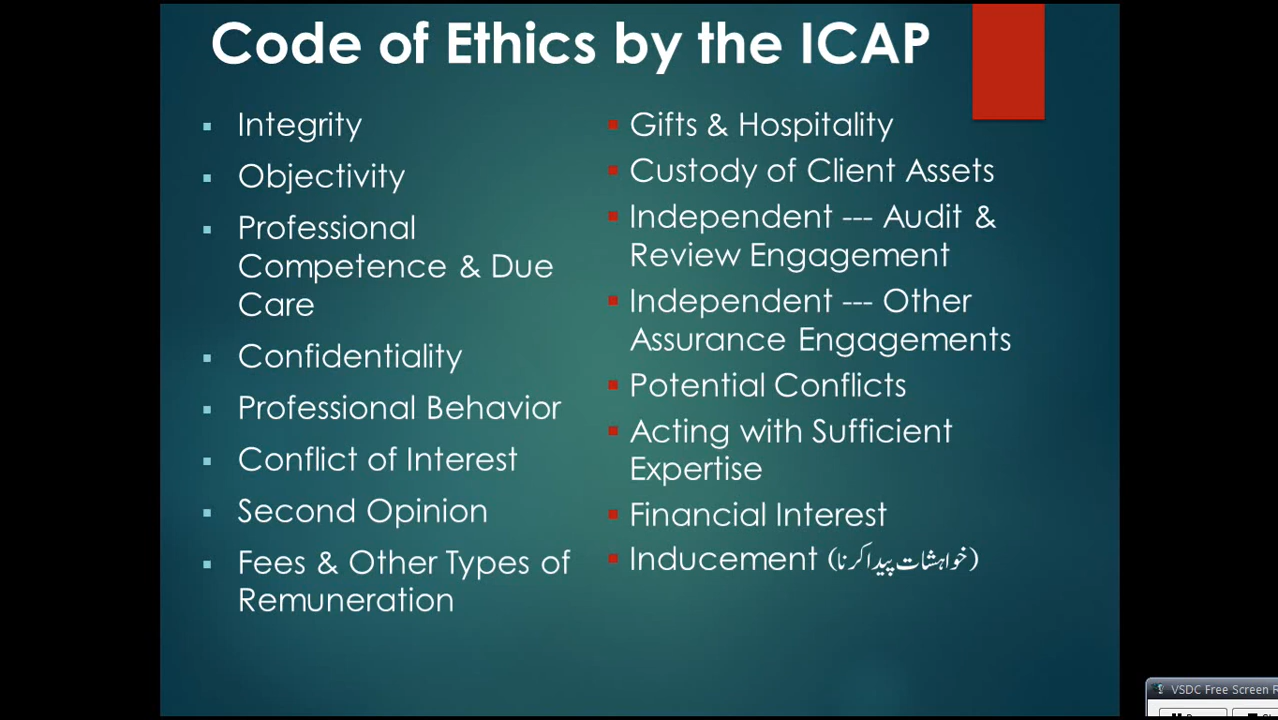 Code of Ethics by the ICAP
Integrity
Objectivity
Professional
Competence & Due
Care
Confidentiality
Professional Behavior
Conflict of Interest
Second Opinion
Fees & Other Types of
Remuneration
Gifts & Hospitality
Custody of Client Assets
Independent --- Audit &
Review Engagement
Independent --- Other
Assurance Engagements
Potential Conflicts
Acting with Sufficient
Expertise
Financial Interest
Inducement (خواہشات پیدا کرنا)
VSDC Free Screen R